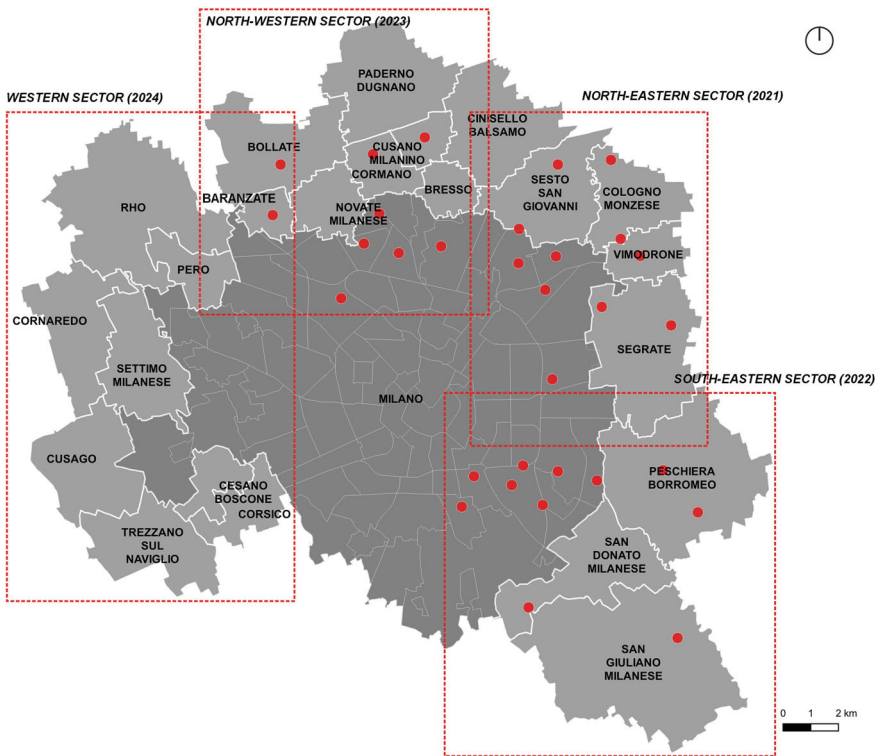 NORTH-WESTERN SECTOR (2023)
PADERNO
DUGNANO
WESTERN SECTOR (2024)
NORTH-EASTERN SECTOR (2021)
CINISELLO
BALSAMO
BOLLATE
CUSANO
MILANINO
CORMANO
BRESSO
SESTO
SAN
GIOVANNI
COLOGNO
MONZESE
BARANZATE
RHO
NOVATE
MILANESE
VIMODRONE
PERO
CORNAREDO
SETTIMO
MILANESE
SEGRATE
MILANO
SOUTH-EASTERN SECTOR (2022)
CUSAGO
CESANO
BOSCONE
CORSICO
PESCHIERA
BORROMEO
TREZZANO
SUL
NAVIGLIO
SAN
DONATO
MILANESE
SAN
GIULIANO
MILANESE
0 1 2 km